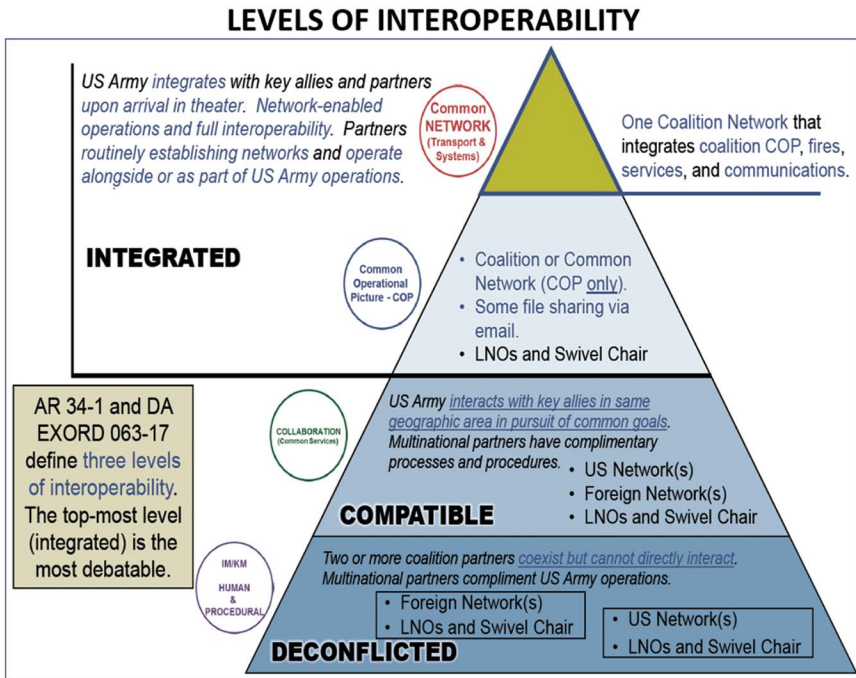 LEVELS OF INTEROPERABILITY
US Army integrates with key allies and partners
upon arrival in theater. Network-enabled
operations and full interoperability. Partners
routinely establishing networks and operate
alongside or as part of US Army operations.
Common
NETWORK
(Transport &
Systems)
One Coalition Network that
integrates coalition COP, fires,
services, and communications.
INTEGRATED
Common
Operational
Picture - COP
• Coalition or Common
Network (COP only).
• Some file sharing via
email.
• LNOs and Swivel Chair
AR 34-1 and DA
EXORD 063-17
define three levels
of interoperability.
The top-most level
(integrated) is the
most debatable.
COLLABORATION
(Common Services)
US Army interacts with key allies in same
geographic area in pursuit of common goals.
Multinational partners have complimentary
processes and procedures.
• US Network(s)
• Foreign Network(s)
• LNOs and Swivel Chair
COMPATIBLE
IM/KM
HUMAN
&
PROCEDURAL
Two or more coalition partners coexist but cannot directly interact.
Multinational partners compliment US Army operations.
• Foreign Network(s)
• LNOs and Swivel Chair
• US Network(s)
• LNOs and Swivel Chair
DECONFLICTED